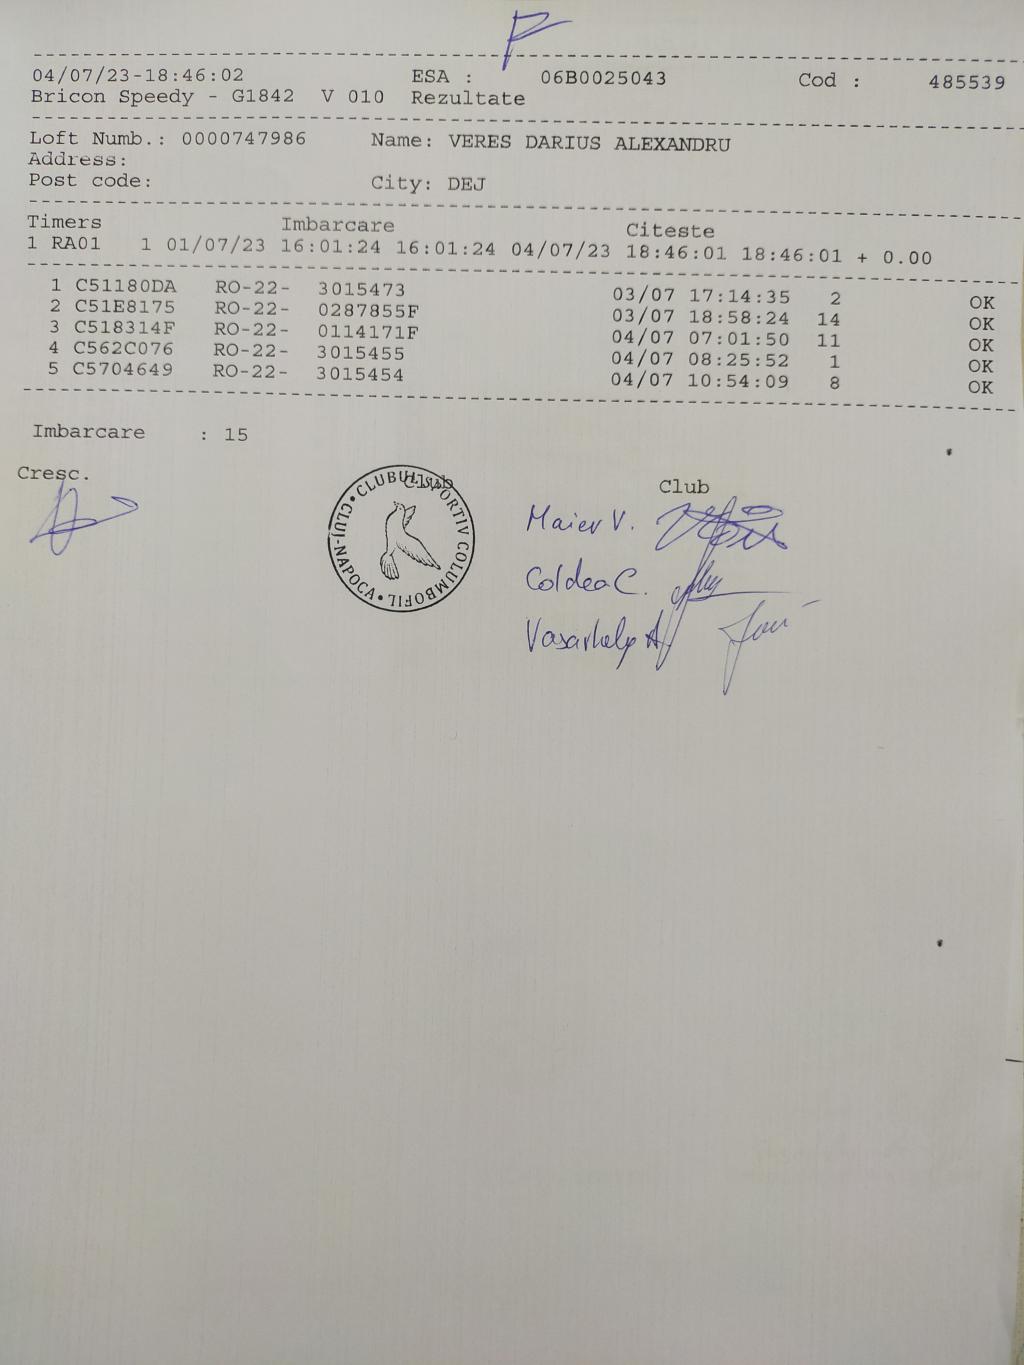 04/07/23-18:46:02 ESA : 06B0025043 Cod : 485539
Bricon Speedy - G1842 V 010 Rezultate
Loft Numb.: 0000747986 Name: VERES DARIUS ALEXANDRU
Address:
Post code: City: DEJ
Timers Imbarcare Citeste
1 RA01 1 01/07/23 16:01:24 16:01:24 04/07/23 18:46:01 18:46:01 + 0.00
1 C51180DA RO-22- 3015473 03/07 17:14:35 2 OK
2 C51E8175 RO-22- 0287855F 03/07 18:58:24 14 OK
3 C518314F RO-22- 0114171F 04/07 07:01:50 11 OK
4 C562C076 RO-22- 3015455 04/07 08:25:52 1 OK
5 C5704649 RO-22- 3015454 04/07 10:54:09 8 OK
Imbarcare : 15
Cresc. Club Club
CLUBUL SPORTIV COLUMBOFIL • CLUJ-NAPOCA •
Maier V.
Coldea C.
Vasarhely A